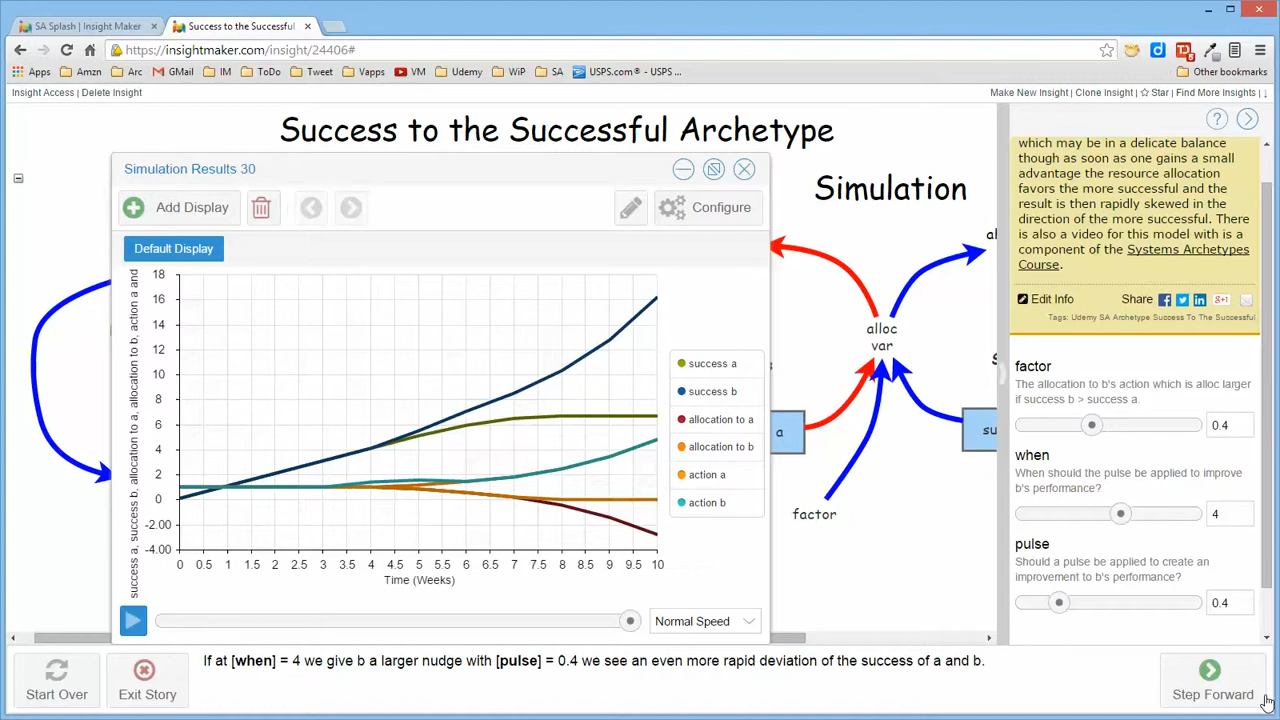 SA Splash | Insight Maker
Success to the Successful
https://insightmaker.com/insight/24406#
Apps Amzn Arc GMail IM ToDo Tweet Vapps VM Udemy WiP SA USPS.com® - USPS ... Other bookmarks
Insight Access | Delete Insight
Make New Insight | Clone Insight | Star | Find More Insights | ↓
Success to the Successful Archetype
Simulation
Simulation Results 30
Add Display
Configure
Default Display
success a, success b, allocation to a, allocation to b, action a and
18
16
14
12
10
8
6
4
2
0
-2.00
-4.00
0 0.5 1 1.5 2 2.5 3 3.5 4 4.5 5 5.5 6 6.5 7 7.5 8 8.5 9 9.5 10
Time (Weeks)
success a
success b
allocation to a
allocation to b
action a
action b
Normal Speed
alloc
var
a
su
factor
which may be in a delicate balance
though as soon as one gains a small
advantage the resource allocation
favors the more successful and the
result is then rapidly skewed in the
direction of the more successful. There
is also a video for this model with is a
component of the Systems Archetypes
Course.
Edit Info
Share
Tags: Udemy SA Archetype Success To The Successful
factor
The allocation to b's action which is alloc larger
if success b > success a.
0.4
when
When should the pulse be applied to improve
b's performance?
4
pulse
Should a pulse be applied to create an
improvement to b's performance?
0.4
Start Over
Exit Story
If at [when] = 4 we give b a larger nudge with [pulse] = 0.4 we see an even more rapid deviation of the success of a and b.
Step Forward